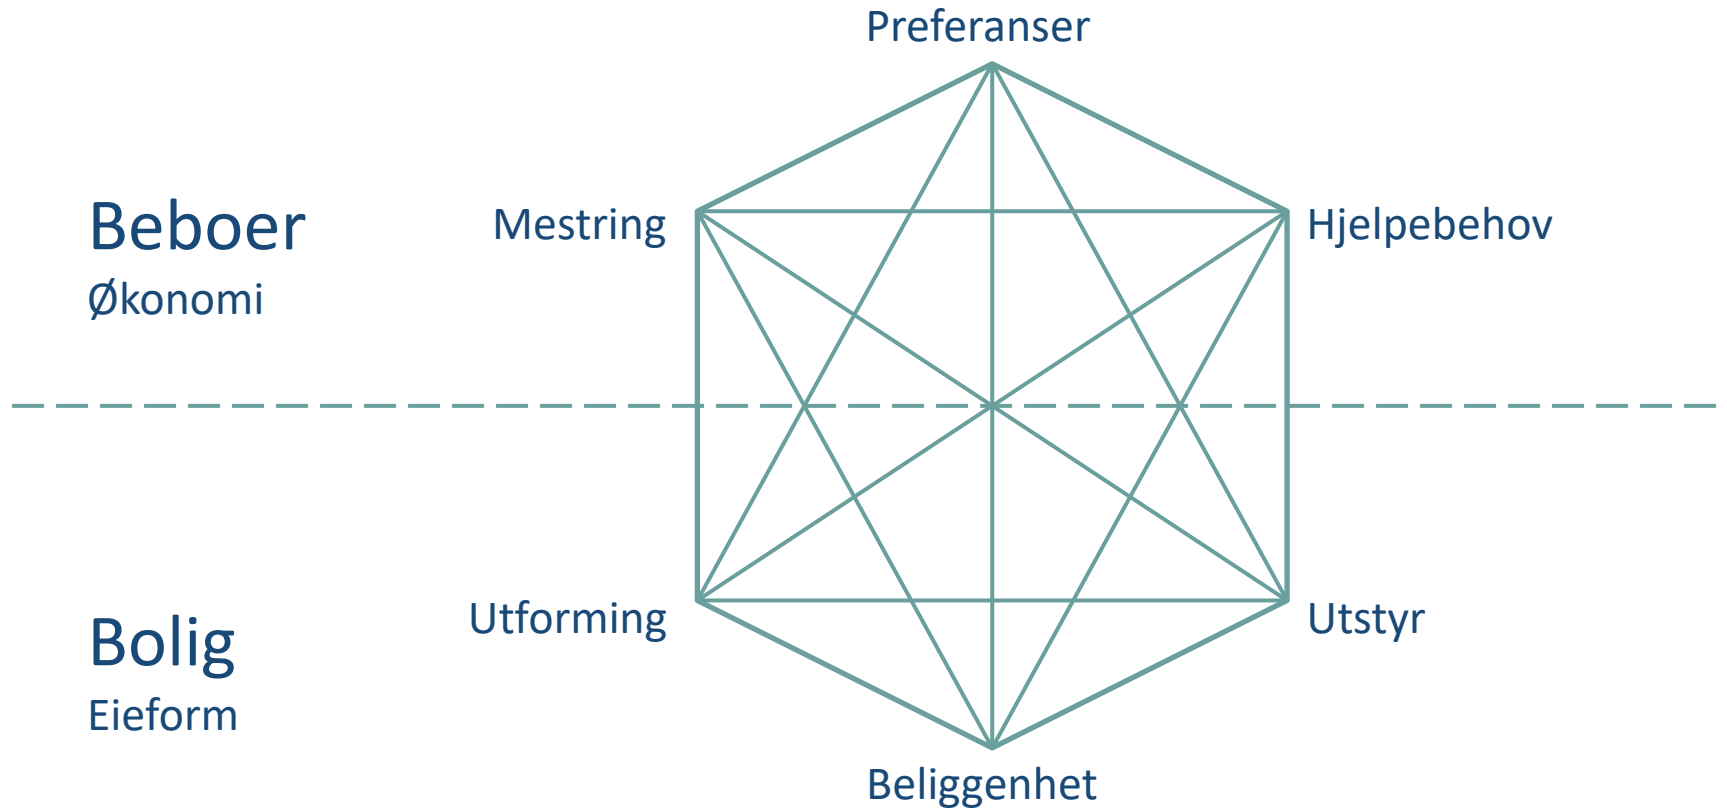 Preferanser
Beboer
Økonomi
Mestring
Hjelpebehov
Bolig
Eieform
Utforming
Utstyr
Beliggenhet